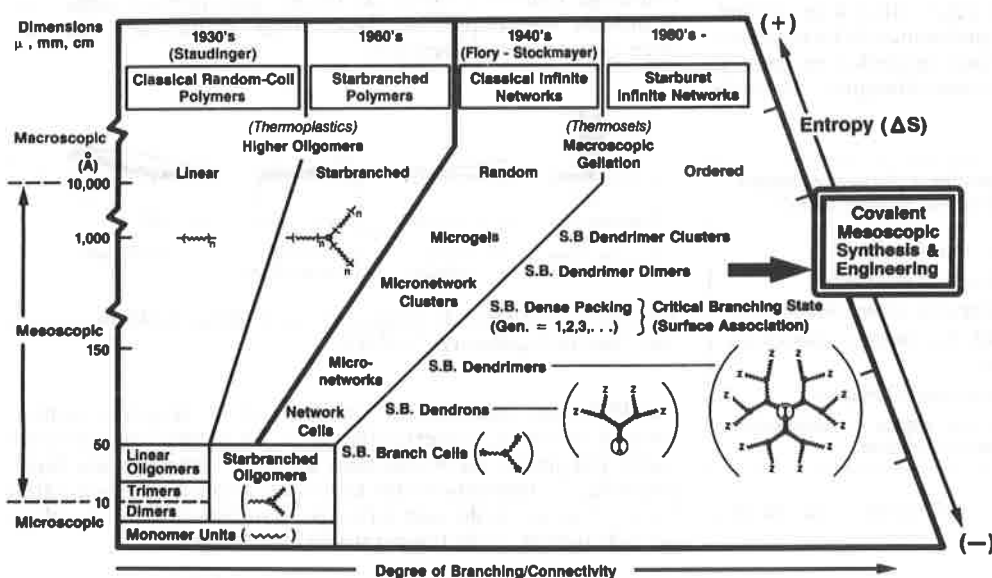 Dimensions
μ , mm, cm
1930's
(Staudinger)
1960's
1940's
(Flory - Stockmayer)
1980's -
(+)
Classical Random-Coil
Polymers
Starbranched
Polymers
Classical Infinite
Networks
Starburst
Infinite Networks
Entropy (ΔS)
(Thermoplastics)
Higher Oligomers
(Thermosets)
Macroscopic
Gellation
Macroscopic
(Å)
10,000
Linear
Starbranched
Random
Ordered
Covalent
Mesoscopic
Synthesis &
Engineering
1,000
n
n
n
n
Microgels
S.B Dendrimer Clusters
S.B. Dendrimer Dimers
Micronetwork
Clusters
S.B. Dense Packing
(Gen. = 1,2,3,. . .)
Critical Branching State
(Surface Association)
Mesoscopic
150
Micro-
networks
S.B. Dendrimers
S.B. Dendrons
Network
Cells
z z z z
z z z z
z z
z z
I
I
50
S.B. Branch Cells
Linear
Oligomers
Starbranched
Oligomers
Trimers
10
Dimers
Microscopic
Monomer Units ( )
(—)
Degree of Branching/Connectivity